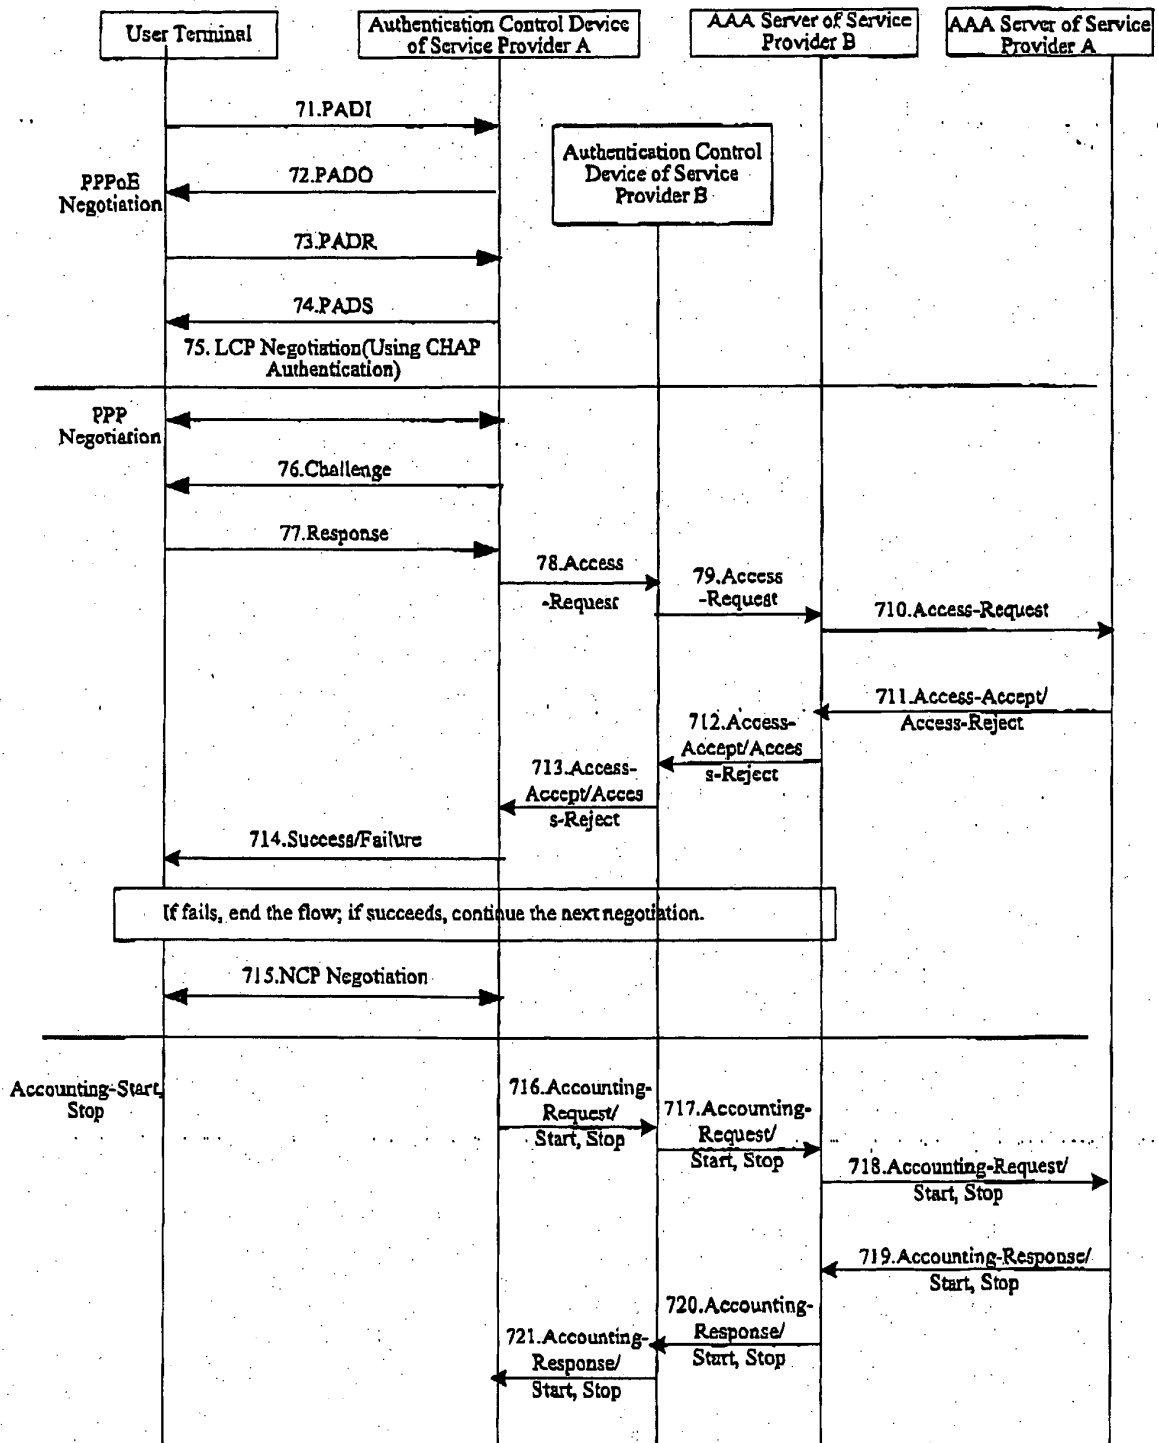 User Terminal
Authentication Control Device
of Service Provider A
AAA Server of Service
Provider B
AAA Server of Service
Provider A
71.PADI
Authentication Control
Device of Service
Provider B
PPPoE
Negotiation
72.PADO
73.PADR
74.PADS
75. LCP Negotiation(Using CHAP
Authentication)
PPP
Negotiation
76.Challenge
77.Response
78.Access
-Request
79.Access
-Request
710.Access-Request
711.Access-Accept/
Access-Reject
712.Access-
Accept/Acces
s-Reject
713.Access-
Accept/Acces
s-Reject
714.Success/Failure
If fails, end the flow; if succeeds, continue the next negotiation.
715.NCP Negotiation
Accounting-Start,
Stop
716.Accounting-
Request/
Start, Stop
717.Accounting-
Request/
Start, Stop
718.Accounting-Request/
Start, Stop
719.Accounting-Response/
Start, Stop
720.Accounting-
Response/
Start, Stop
721.Accounting-
Response/
Start, Stop